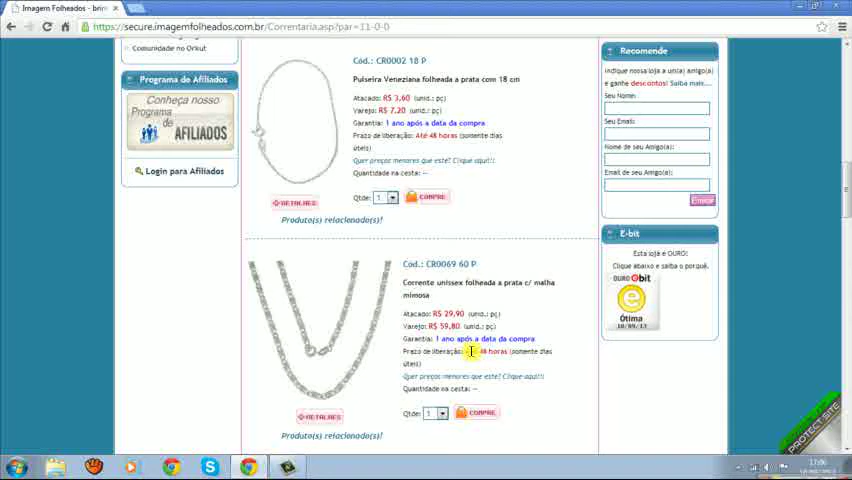 Imagem Folheados - brin
https://secure.imagemfolheados.com.br/Correntaria.asp?par=11-0-0
Comunidade no Orkut
Programa de Afiliados
Conheça nosso
Programa
de AFILIADOS
Login para Afiliados
Cód.: CR0002 18 P
Pulseira Veneziana folheada a prata com 18 cm
Atacado: R$ 3,60 (unid.: pç)
Varejo: R$ 7,20 (unid.: pç)
Garantia: 1 ano após a data da compra
Prazo de liberação: Até 48 horas (somente dias
úteis)
Quer preços menores que este? Clique aqui!!
Quantidade na cesta: --
Qtde: 1 COMPRE
DETALHES
Produto(s) relacionado(s)!
Cód.: CR0069 60 P
Corrente unissex folheada a prata c/ malha
mimosa
Atacado: R$ 29,90 (unid.: pç)
Varejo: R$ 59,80 (unid.: pç)
Garantia: 1 ano após a data da compra
Prazo de liberação: 48 horas (somente dias
úteis)
Quer preços menores que este? Clique aqui!!
Quantidade na cesta: --
Qtde: 1 COMPRE
DETALHES
Produto(s) relacionado(s)!
Recomende
Indique nossa loja a um(a) amigo(a)
e ganhe descontos! Saiba mais...
Seu Nome:
Seu Email:
Nome de seu Amigo(a):
Email de seu Amigo(a):
Enviar
E-bit
Esta loja é OURO!
Clique abaixo e saiba o porquê.
OURO ebit
Ótima
10/09/13
PROTECT SITE
17:06